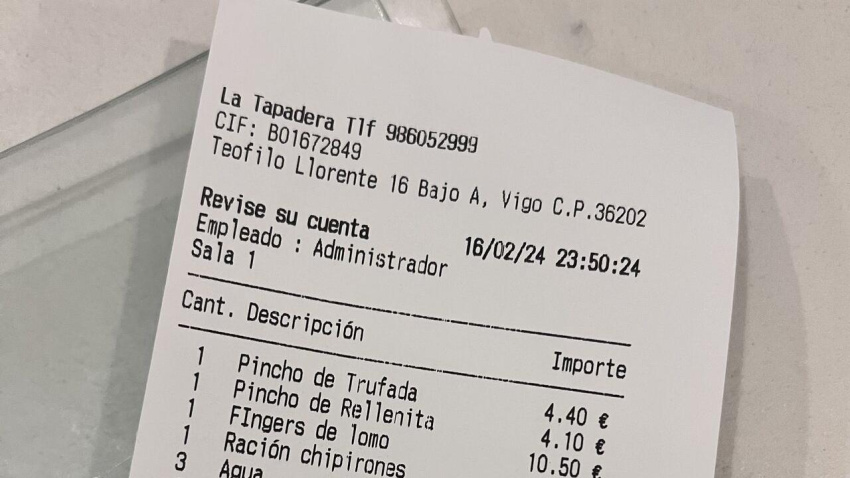 La Tapadera Tlf 986052999
CIF: B01672849
Teofilo Llorente 16 Bajo A, Vigo C.P.36202
Revise su cuenta 16/02/24 23:50:24
Empleado : Administrador
Sala 1
Cant. Descripción Importe
1 Pincho de Trufada 4.40 €
1 Pincho de Rellenita 4.10 €
1 FIngers de lomo 10.50 €
1 Ración chipirones
3 Agua